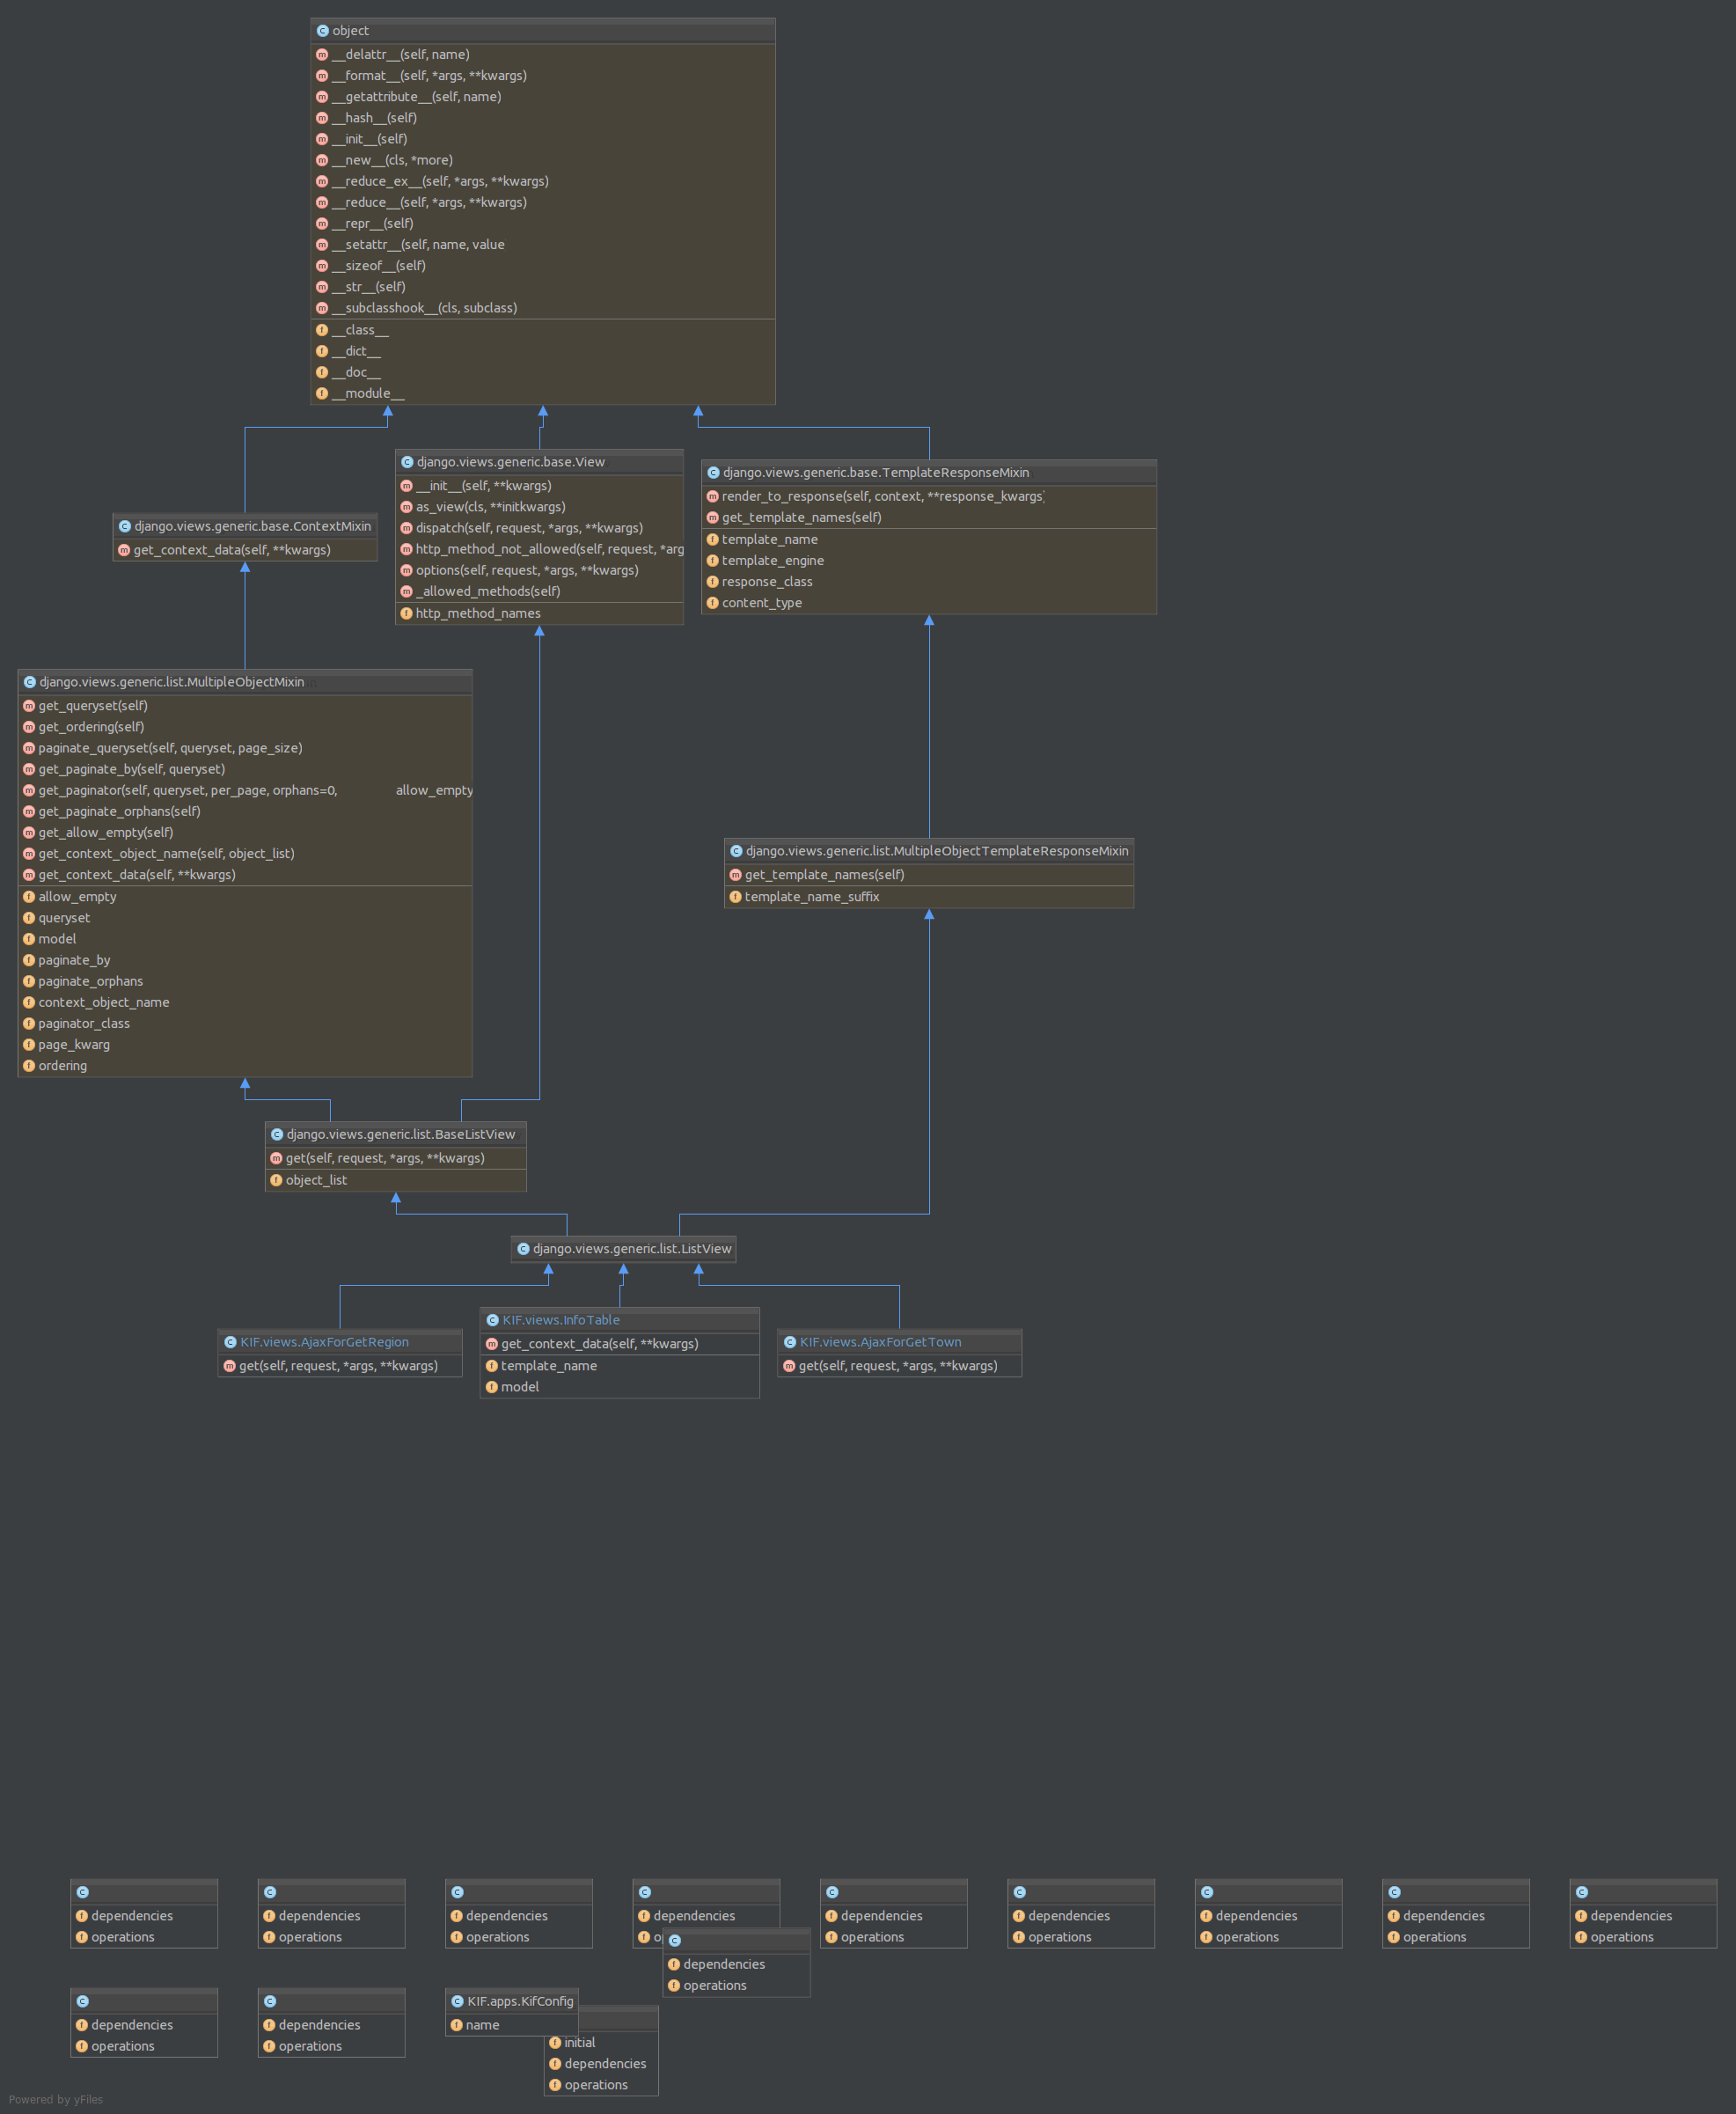 object
__delattr__(self, name)
__format__(self, *args, **kwargs)
__getattribute__(self, name)
__hash__(self)
__init__(self)
__new__(cls, *more)
__reduce_ex__(self, *args, **kwargs)
__reduce__(self, *args, **kwargs)
__repr__(self)
__setattr__(self, name, value
__sizeof__(self)
__str__(self)
__subclasshook__(cls, subclass)
__class__
__dict__
__doc__
__module__
django.views.generic.base.View
__init__(self, **kwargs)
as_view(cls, **initkwargs)
dispatch(self, request, *args, **kwargs)
http_method_not_allowed(self, request, *arg
options(self, request, *args, **kwargs)
_allowed_methods(self)
http_method_names
django.views.generic.base.TemplateResponseMixin
render_to_response(self, context, **response_kwargs)
get_template_names(self)
template_name
template_engine
response_class
content_type
django.views.generic.base.ContextMixin
get_context_data(self, **kwargs)
django.views.generic.list.MultipleObjectMixin
get_queryset(self)
get_ordering(self)
paginate_queryset(self, queryset, page_size)
get_paginate_by(self, queryset)
get_paginator(self, queryset, per_page, orphans=0, allow_empty
get_paginate_orphans(self)
get_allow_empty(self)
get_context_object_name(self, object_list)
get_context_data(self, **kwargs)
allow_empty
queryset
model
paginate_by
paginate_orphans
context_object_name
paginator_class
page_kwarg
ordering
django.views.generic.list.MultipleObjectTemplateResponseMixin
get_template_names(self)
template_name_suffix
django.views.generic.list.BaseListView
get(self, request, *args, **kwargs)
object_list
django.views.generic.list.ListView
KIF.views.AjaxForGetRegion
get(self, request, *args, **kwargs)
KIF.views.InfoTable
get_context_data(self, **kwargs)
template_name
model
KIF.views.AjaxForGetTown
get(self, request, *args, **kwargs)
dependencies
operations
dependencies
operations
dependencies
operations
dependencies
dependencies
operations
dependencies
operations
dependencies
operations
dependencies
operations
dependencies
operations
dependencies
operations
dependencies
operations
dependencies
operations
KIF.apps.KifConfig
name
initial
dependencies
operations
Powered by yFiles